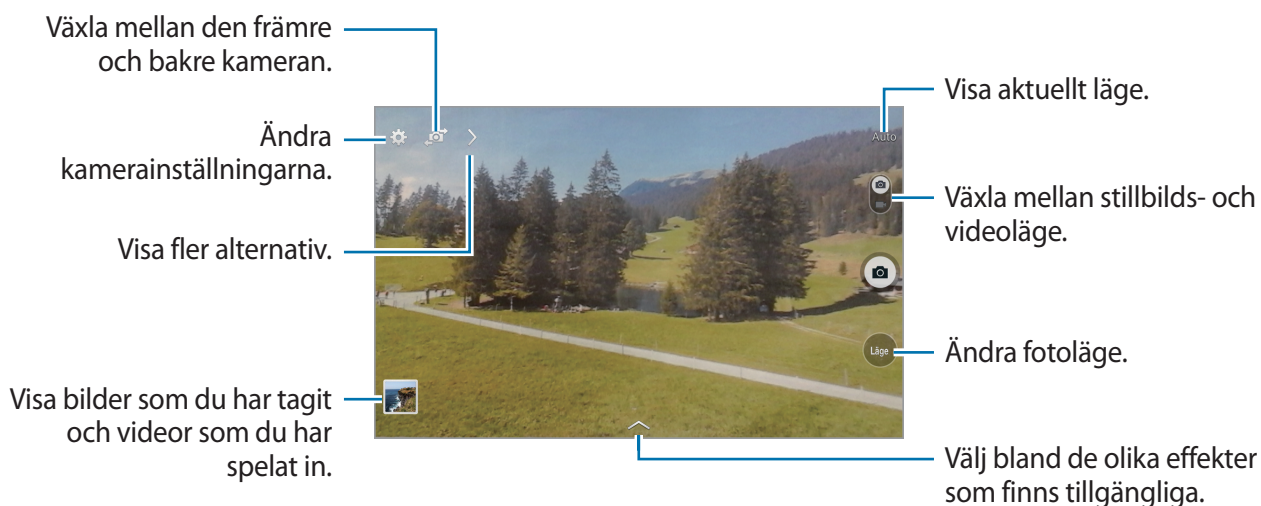 Växla mellan den främre
och bakre kameran.
Ändra
kamerainställningarna.
Visa fler alternativ.
Visa bilder som du har tagit
och videor som du har
spelat in.
Auto
Läge
Visa aktuellt läge.
Växla mellan stillbilds- och
videoläge.
Ändra fotoläge.
Välj bland de olika effekter
som finns tillgängliga.